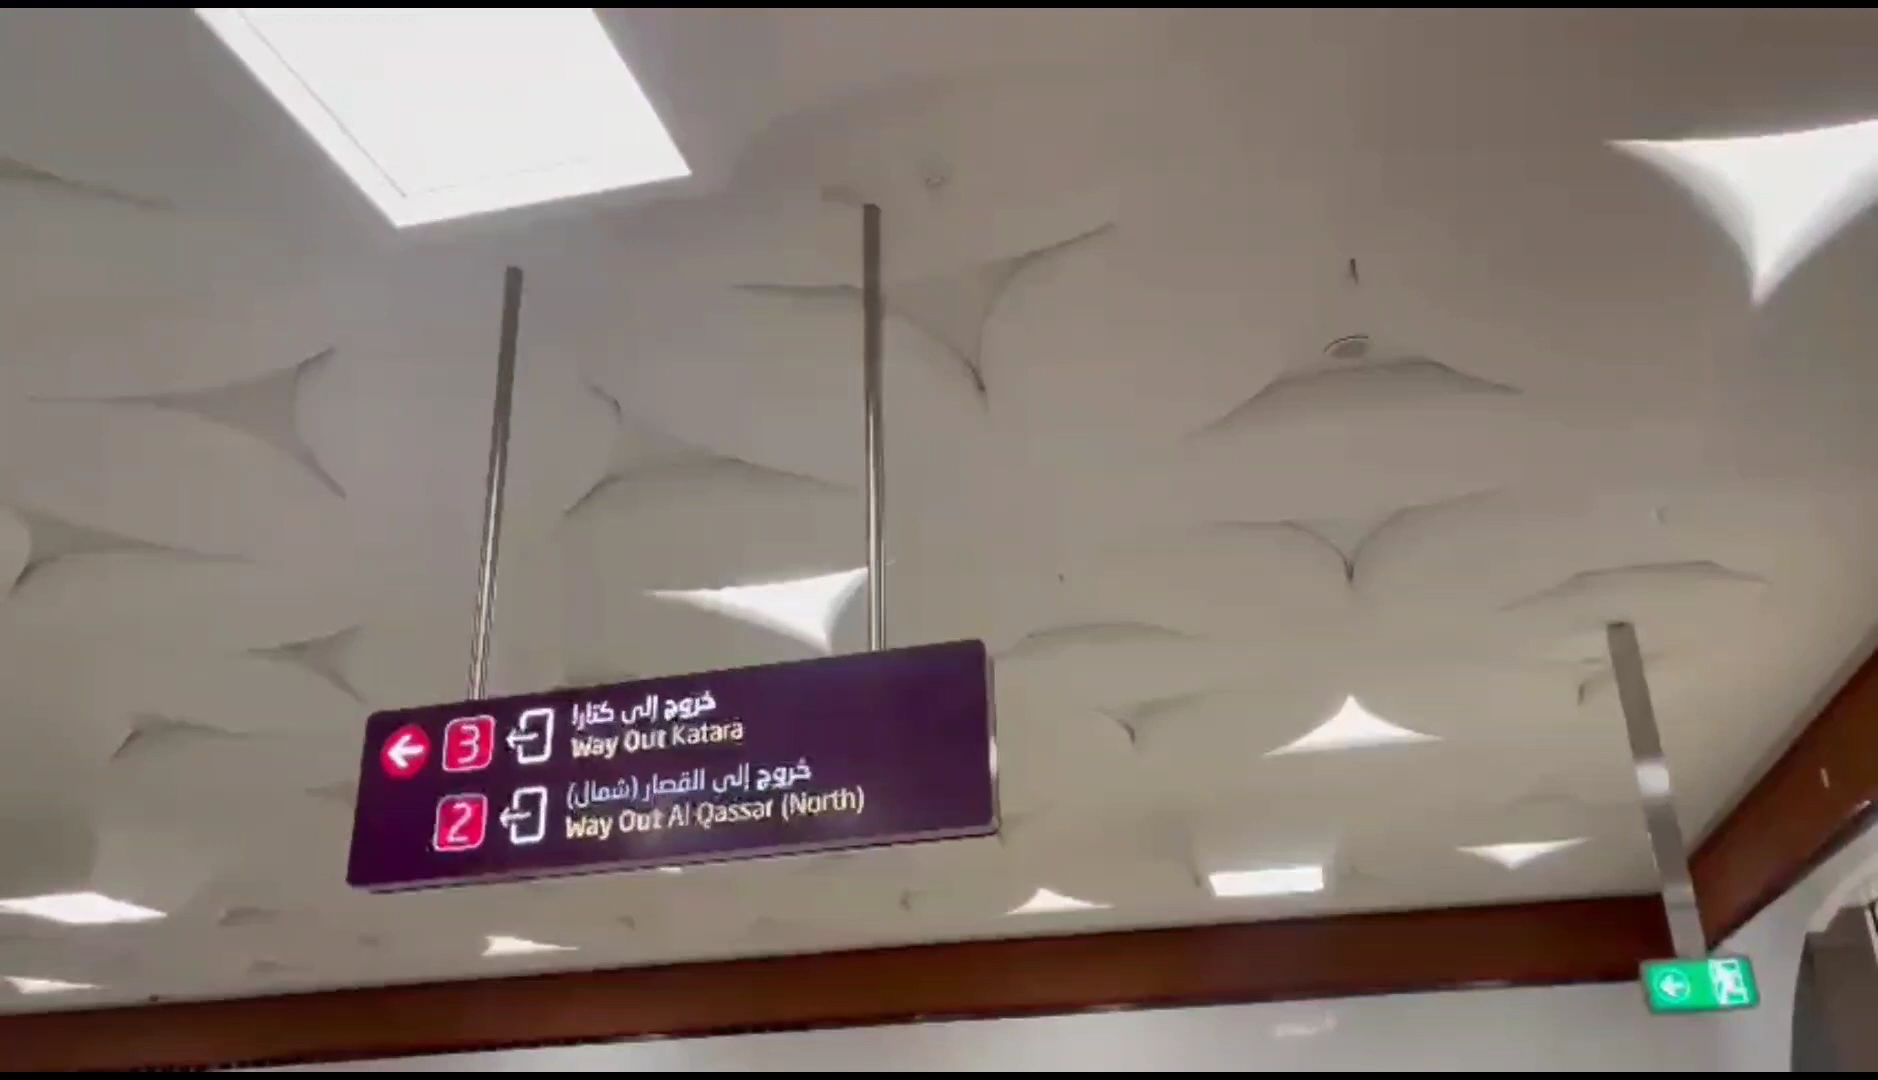 3 خروج إلى كتارا
Way Out Katara
2 خروج إلى القصار (شمال)
Way Out Al Qassar (North)